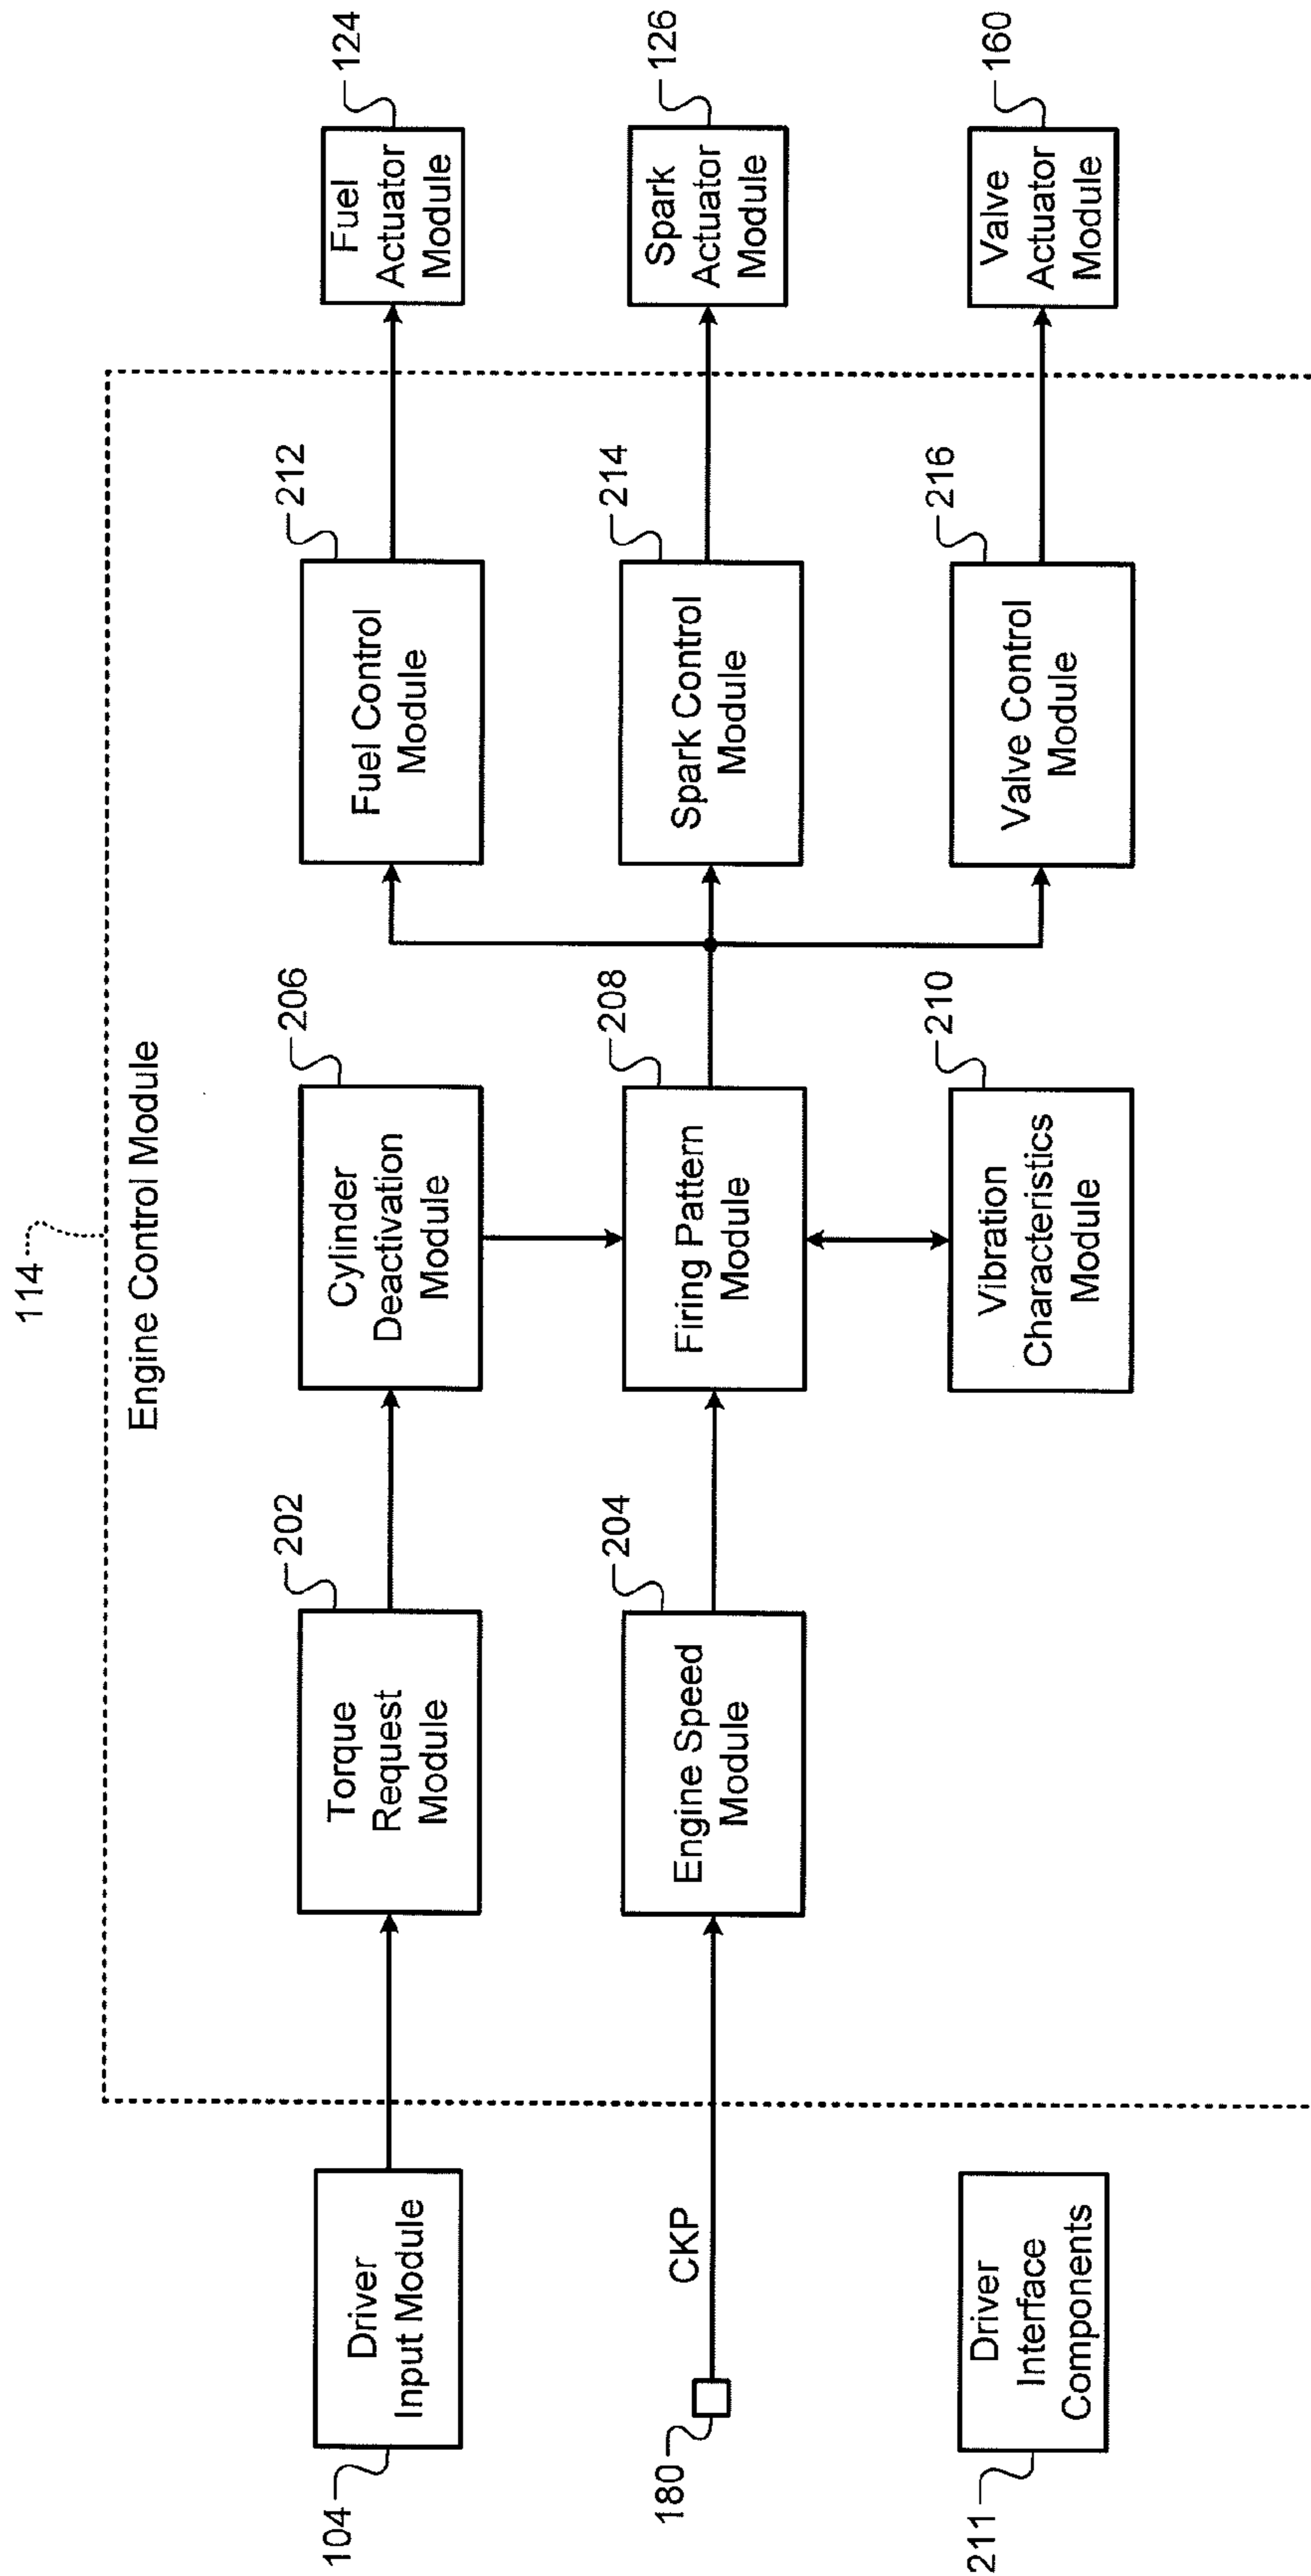 114
Engine Control Module
Driver
Input Module
104
Torque
Request
Module
202
Cylinder
Deactivation
Module
206
Fuel Control
Module
212
Fuel
Actuator
Module
124
180
CKP
Engine Speed
Module
204
Firing Pattern
Module
208
Spark Control
Module
214
Spark
Actuator
Module
126
Driver
Interface
Components
211
Vibration
Characteristics
Module
210
Valve Control
Module
216
Valve
Actuator
Module
160